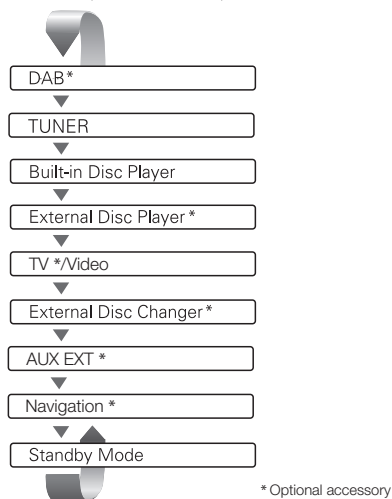 DAB*
TUNER
Built-in Disc Player
External Disc Player *
TV */Video
External Disc Changer*
AUX EXT *
Navigation *
Standby Mode
* Optional accessory